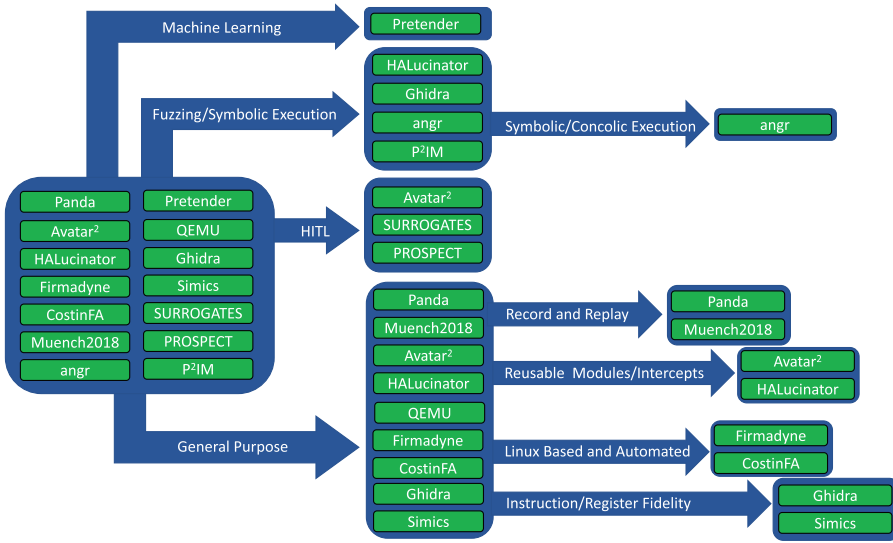 Machine Learning
Pretender
Fuzzing/Symbolic Execution
HALucinator
Ghidra
angr
P²IM
Symbolic/Concolic Execution
angr
Panda
Avatar²
HALucinator
Firmadyne
CostinFA
Muench2018
angr
Pretender
QEMU
Ghidra
Simics
SURROGATES
PROSPECT
P²IM
HITL
Avatar²
SURROGATES
PROSPECT
General Purpose
Panda
Muench2018
Avatar²
HALucinator
QEMU
Firmadyne
CostinFA
Ghidra
Simics
Record and Replay
Panda
Muench2018
Reusable Modules/Intercepts
Avatar²
HALucinator
Linux Based and Automated
Firmadyne
CostinFA
Instruction/Register Fidelity
Ghidra
Simics